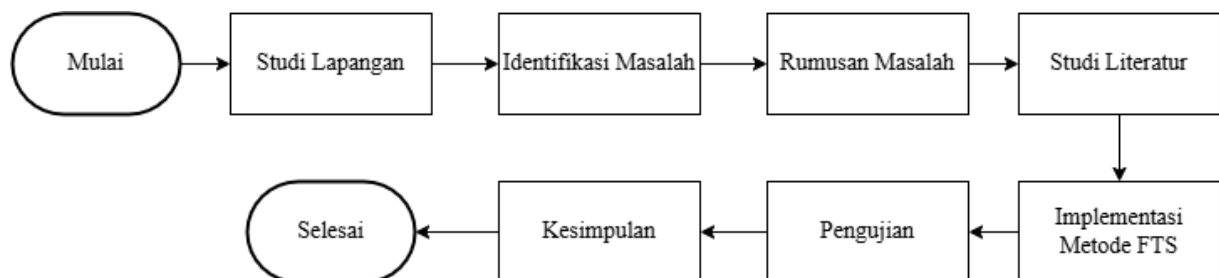 Mulai
Studi Lapangan
Identifikasi Masalah
Rumusan Masalah
Studi Literatur
Implementasi
Metode FTS
Pengujian
Kesimpulan
Selesai